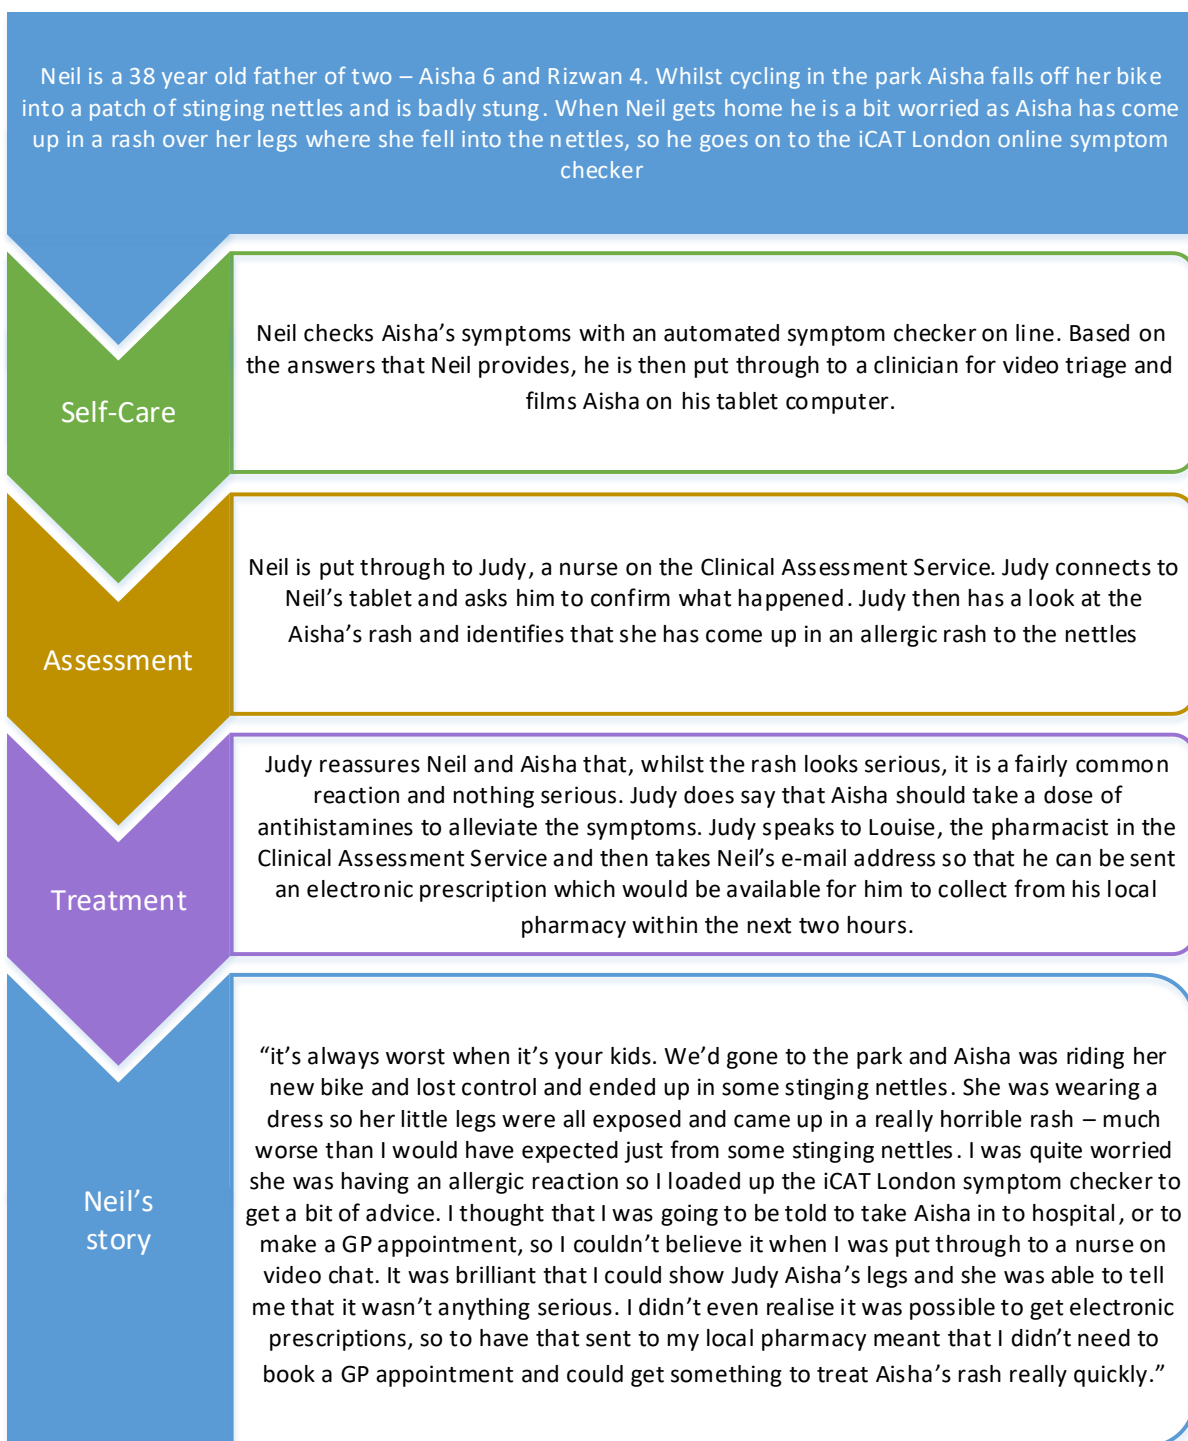 Neil is a 38 year old father of two – Aisha 6 and Rizwan 4. Whilst cycling in the park Aisha falls off her bike
into a patch of stinging nettles and is badly stung. When Neil gets home he is a bit worried as Aisha has come
up in a rash over her legs where she fell into the nettles, so he goes on to the iCAT London online symptom
checker
Self-Care
Neil checks Aisha’s symptoms with an automated symptom checker on line. Based on
the answers that Neil provides, he is then put through to a clinician for video triage and
films Aisha on his tablet computer.
Assessment
Neil is put through to Judy, a nurse on the Clinical Assessment Service. Judy connects to
Neil’s tablet and asks him to confirm what happened. Judy then has a look at the
Aisha’s rash and identifies that she has come up in an allergic rash to the nettles
Treatment
Judy reassures Neil and Aisha that, whilst the rash looks serious, it is a fairly common
reaction and nothing serious. Judy does say that Aisha should take a dose of
antihistamines to alleviate the symptoms. Judy speaks to Louise, the pharmacist in the
Clinical Assessment Service and then takes Neil’s e-mail address so that he can be sent
an electronic prescription which would be available for him to collect from his local
pharmacy within the next two hours.
Neil’s
story
“it’s always worst when it’s your kids. We’d gone to the park and Aisha was riding her
new bike and lost control and ended up in some stinging nettles. She was wearing a
dress so her little legs were all exposed and came up in a really horrible rash – much
worse than I would have expected just from some stinging nettles. I was quite worried
she was having an allergic reaction so I loaded up the iCAT London symptom checker to
get a bit of advice. I thought that I was going to be told to take Aisha in to hospital, or to
make a GP appointment, so I couldn’t believe it when I was put through to a nurse on
video chat. It was brilliant that I could show Judy Aisha’s legs and she was able to tell
me that it wasn’t anything serious. I didn’t even realise it was possible to get electronic
prescriptions, so to have that sent to my local pharmacy meant that I didn’t need to
book a GP appointment and could get something to treat Aisha’s rash really quickly.”